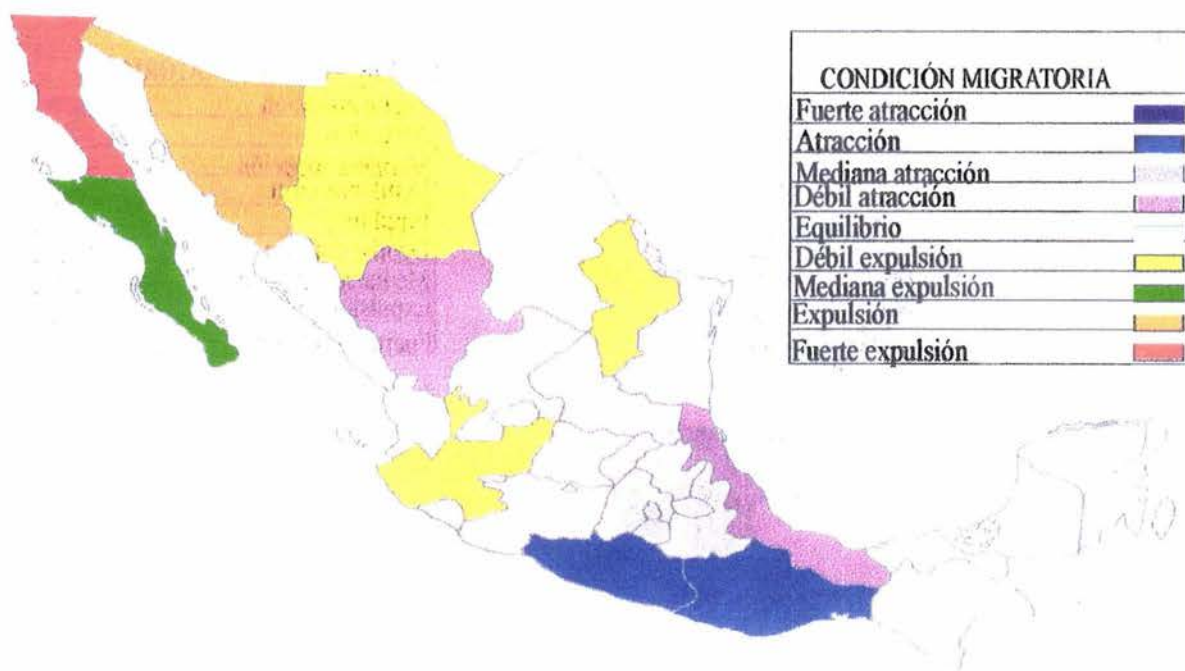 CONDICIÓN MIGRATORIA
Fuerte atracción
Atracción
Mediana atracción
Débil atracción
Equilibrio
Débil expulsión
Mediana expulsión
Expulsión
Fuerte expulsión